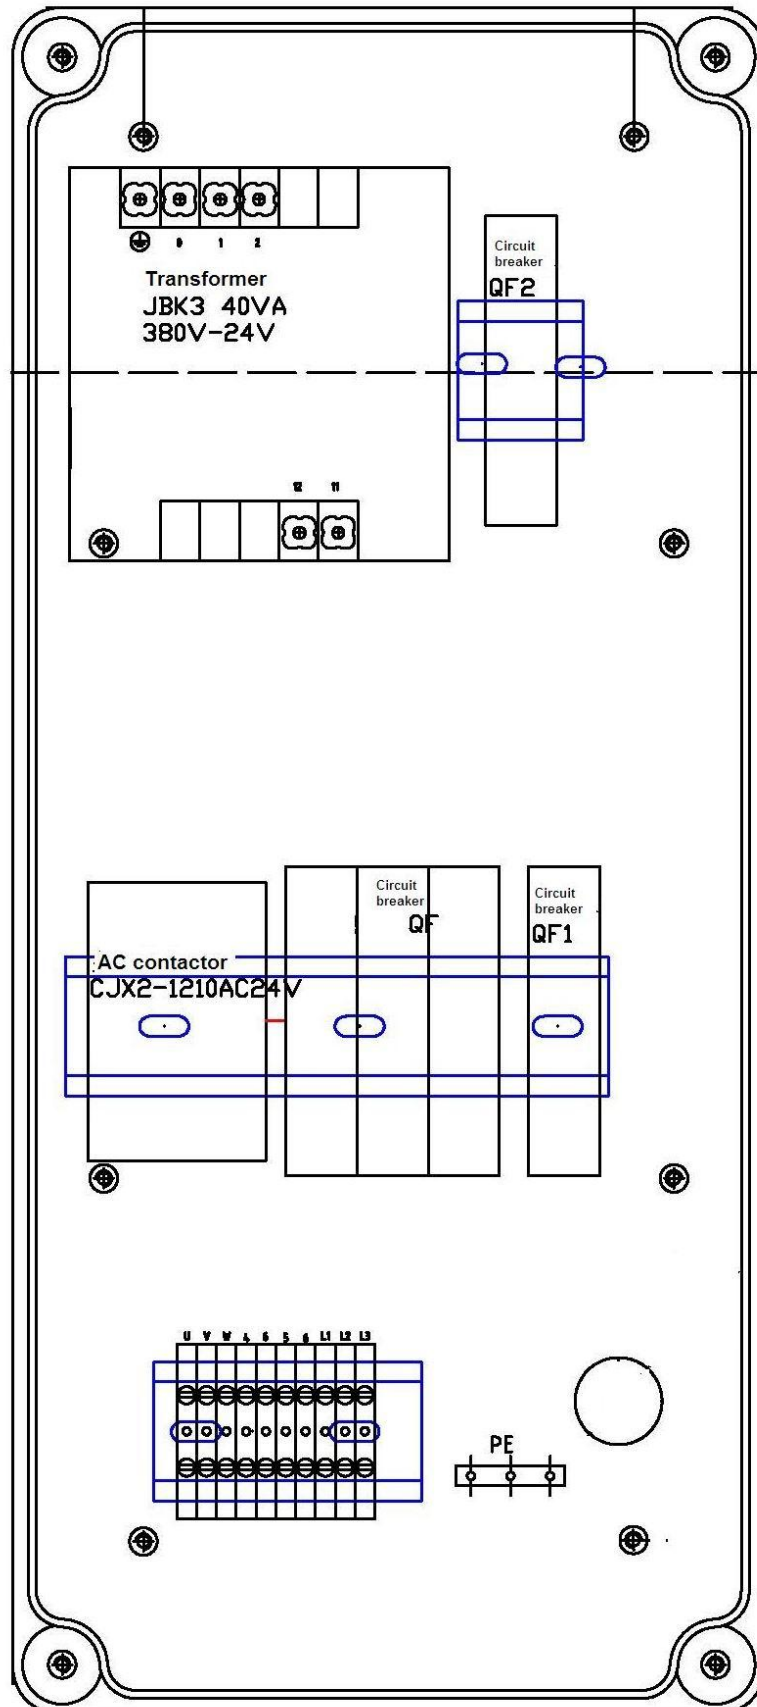 0 1 2
Circuit
breaker
QF2
Transformer
JBK3 40VA
380V-24V
12 11
Circuit
breaker
QF
Circuit
breaker
QF1
AC contactor
CJX2-1210AC24V
U V W 4 6 5 6 L1 L2 L3
PE